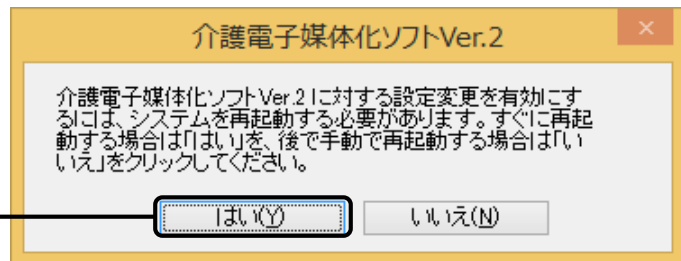 介護電子媒体化ソフトVer.2
介護電子媒体化ソフトVer.2に対する設定変更を有効にす
るには、システムを再起動する必要があります。すぐに再起
動する場合は「はい」を、後で手動で再起動する場合は「い
いえ」をクリックしてください。
はい(Y)
いいえ(N)